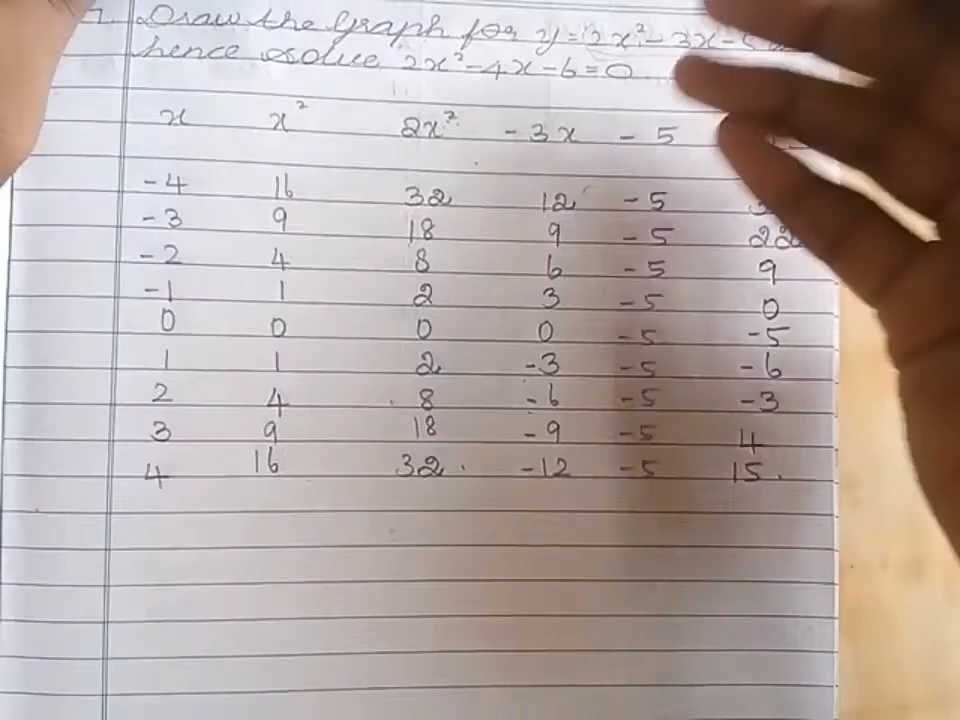 7. Draw the Graph for y = 2x² - 3x - 5
hence solve 2x² - 4x - 6 = 0
x x² 2x² - 3x - 5
-4 16 32 12 -5
-3 9 18 9 -5 22
-2 4 8 6 -5 9
-1 1 2 3 -5 0
0 0 0 0 -5 -5
1 1 2 -3 -5 -6
2 4 8 -6 -5 -3
3 9 18 -9 -5 4
4 16 32 -12 -5 15